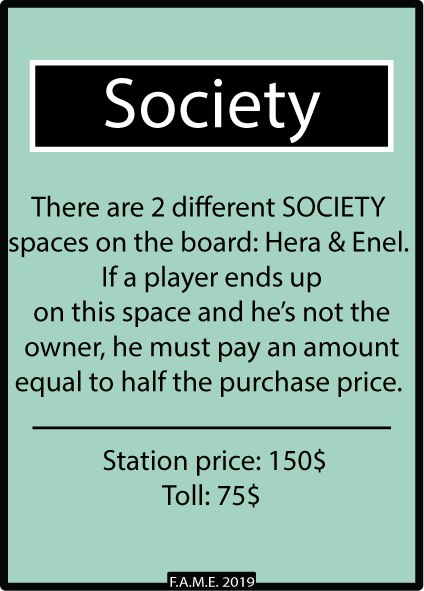 Society
There are 2 different SOCIETY
spaces on the board: Hera & Enel.
If a player ends up
on this space and he’s not the
owner, he must pay an amount
equal to half the purchase price.
Station price: 150$
Toll: 75$
F.A.M.E. 2019